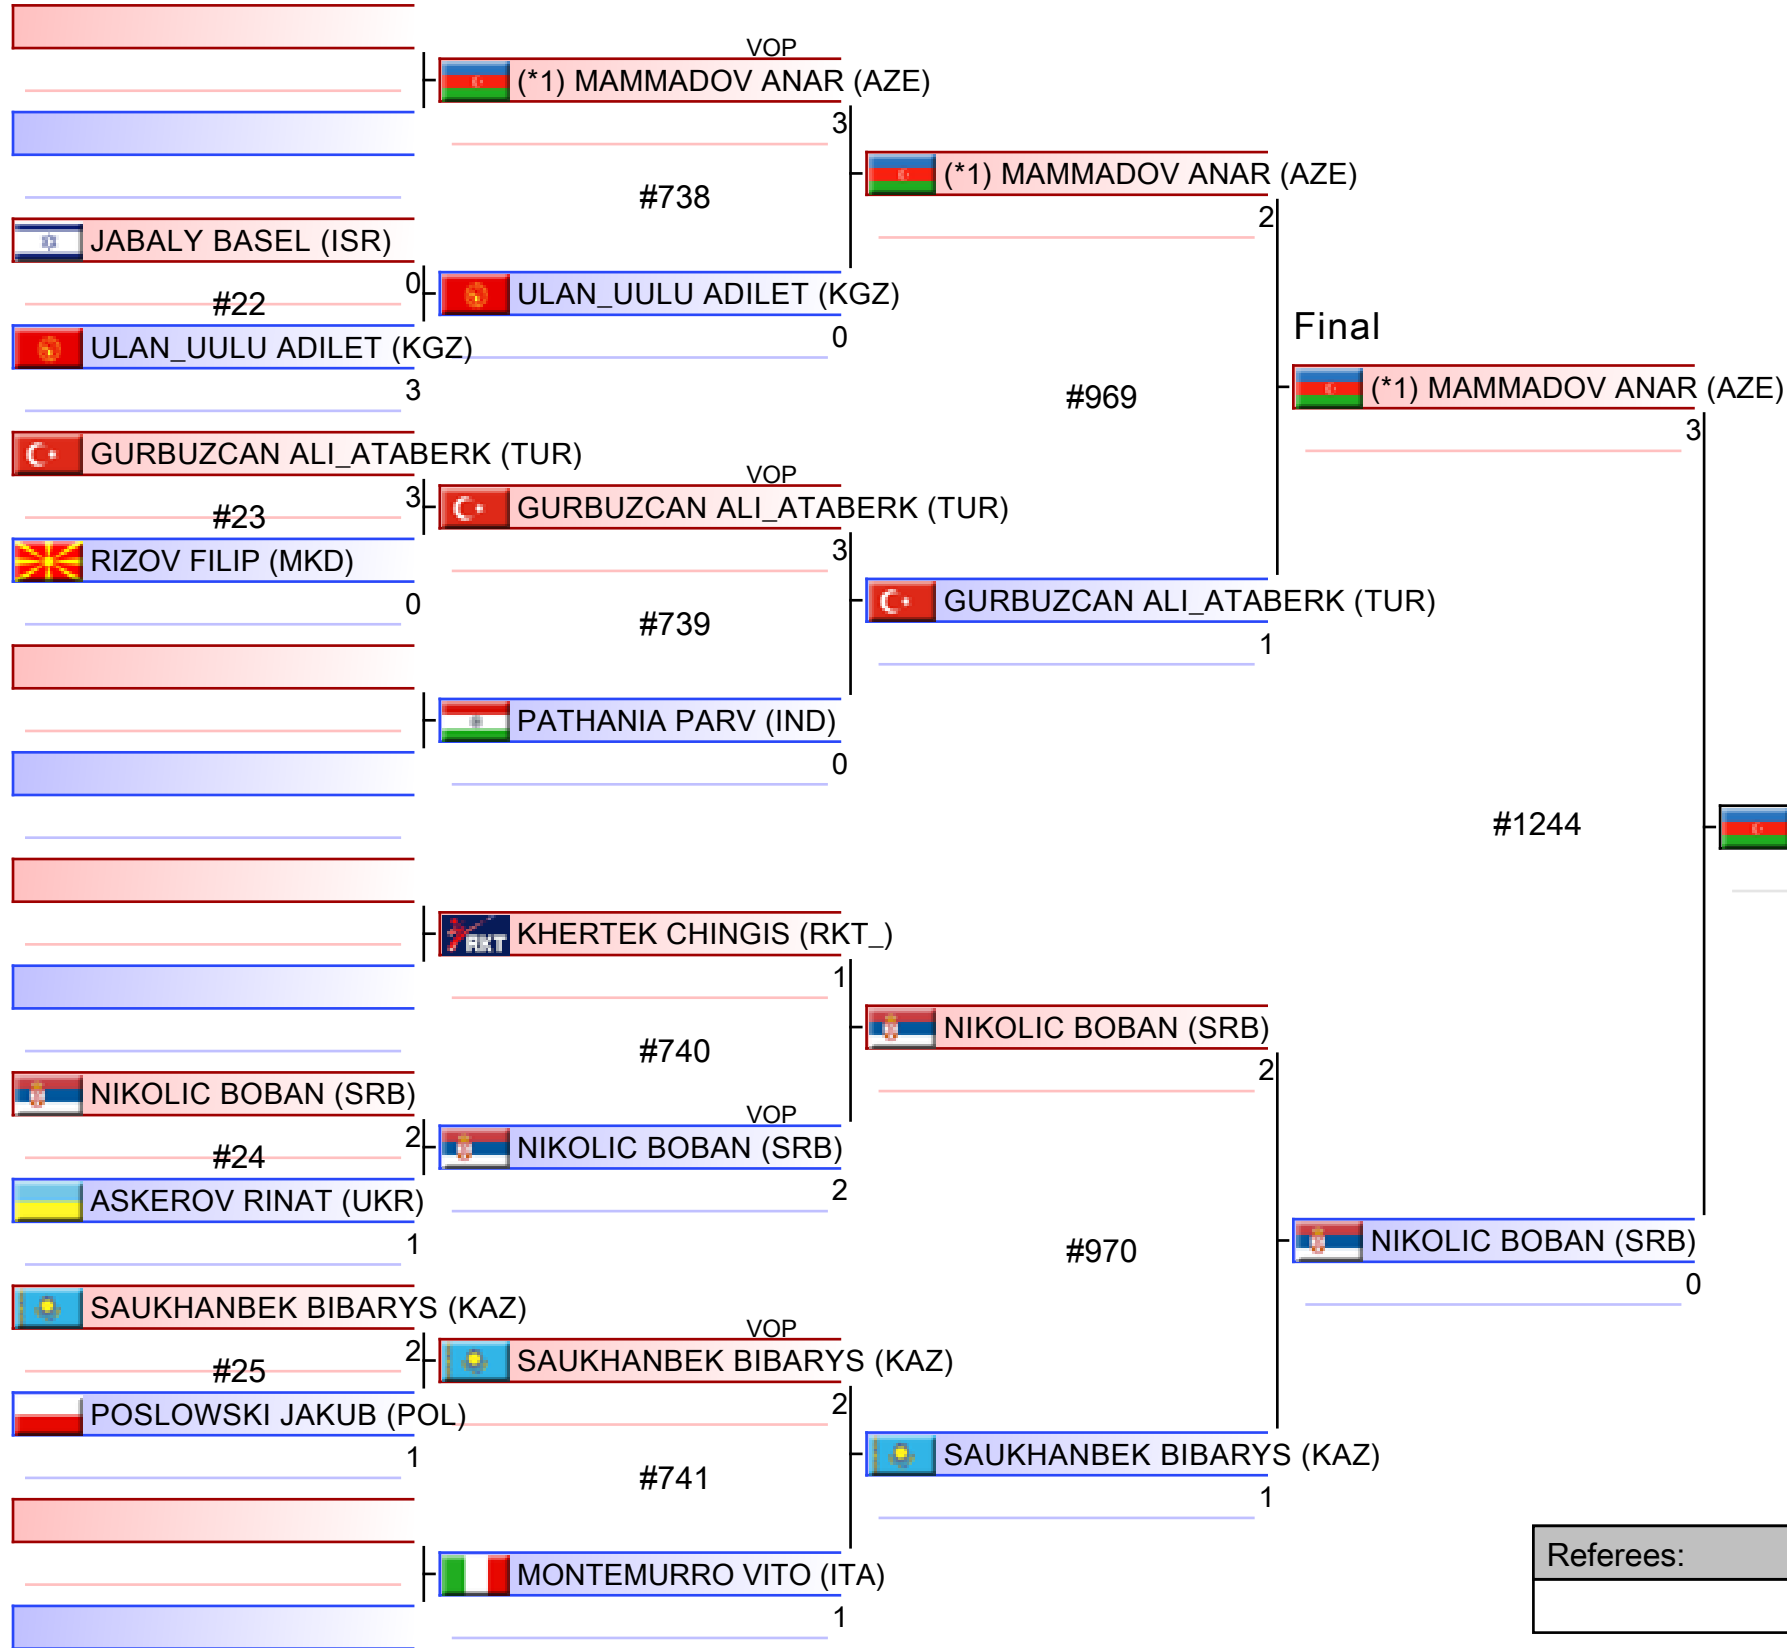 VOP
(*1) MAMMADOV ANAR (AZE)
3
(*1) MAMMADOV ANAR (AZE)
#738
2
JABALY BASEL (ISR)
0
ULAN_UULU ADILET (KGZ)
#22
Final
0
ULAN_UULU ADILET (KGZ)
3
(*1) MAMMADOV ANAR (AZE)
#969
3
GURBUZCAN ALI_ATABERK (TUR)
VOP
3
GURBUZCAN ALI_ATABERK (TUR)
#23
3
RIZOV FILIP (MKD)
0
GURBUZCAN ALI_ATABERK (TUR)
#739
1
PATHANIA PARV (IND)
0
#1244
KHERTEK CHINGIS (RKT_)
RKT
1
NIKOLIC BOBAN (SRB)
#740
2
NIKOLIC BOBAN (SRB)
VOP
2
NIKOLIC BOBAN (SRB)
#24
2
ASKEROV RINAT (UKR)
1
#970
NIKOLIC BOBAN (SRB)
0
SAUKHANBEK BIBARYS (KAZ)
VOP
2
SAUKHANBEK BIBARYS (KAZ)
#25
2
POSLOWSKI JAKUB (POL)
1
SAUKHANBEK BIBARYS (KAZ)
#741
1
MONTEMURRO VITO (ITA)
1
Referees: